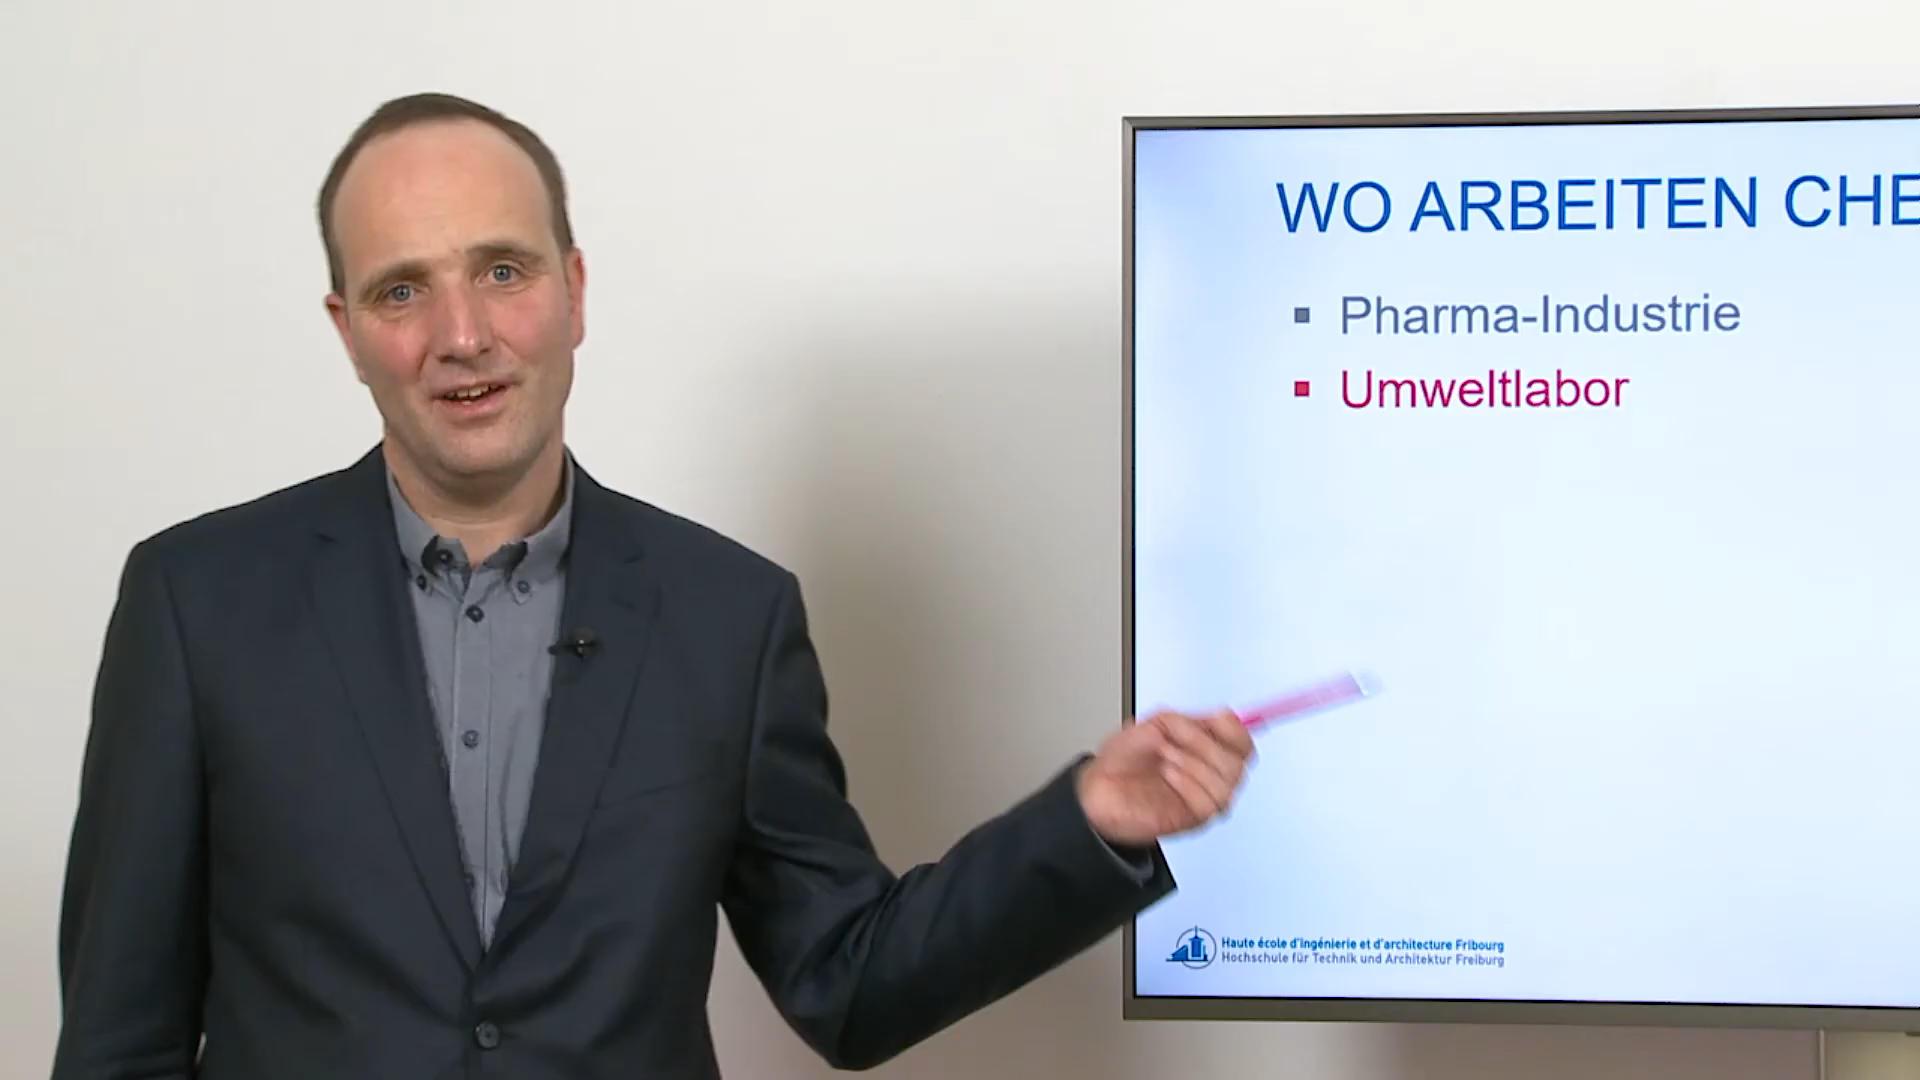 WO ARBEITEN CHE
Pharma-Industrie
Umweltlabor
Haute école d'ingénierie et d'architecture Fribourg
Hochschule für Technik und Architektur Freiburg